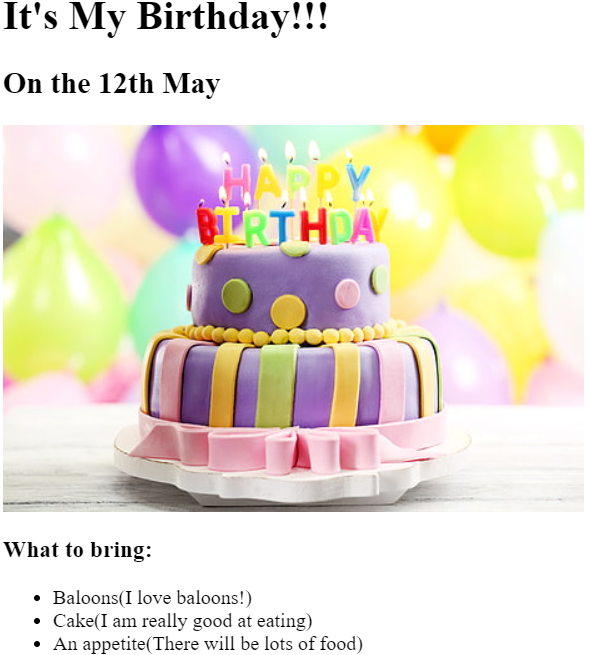 It's My Birthday!!!
On the 12th May
HAPPY
BIRTHDAY
What to bring:
Baloons(I love baloons!)
Cake(I am really good at eating)
An appetite(There will be lots of food)